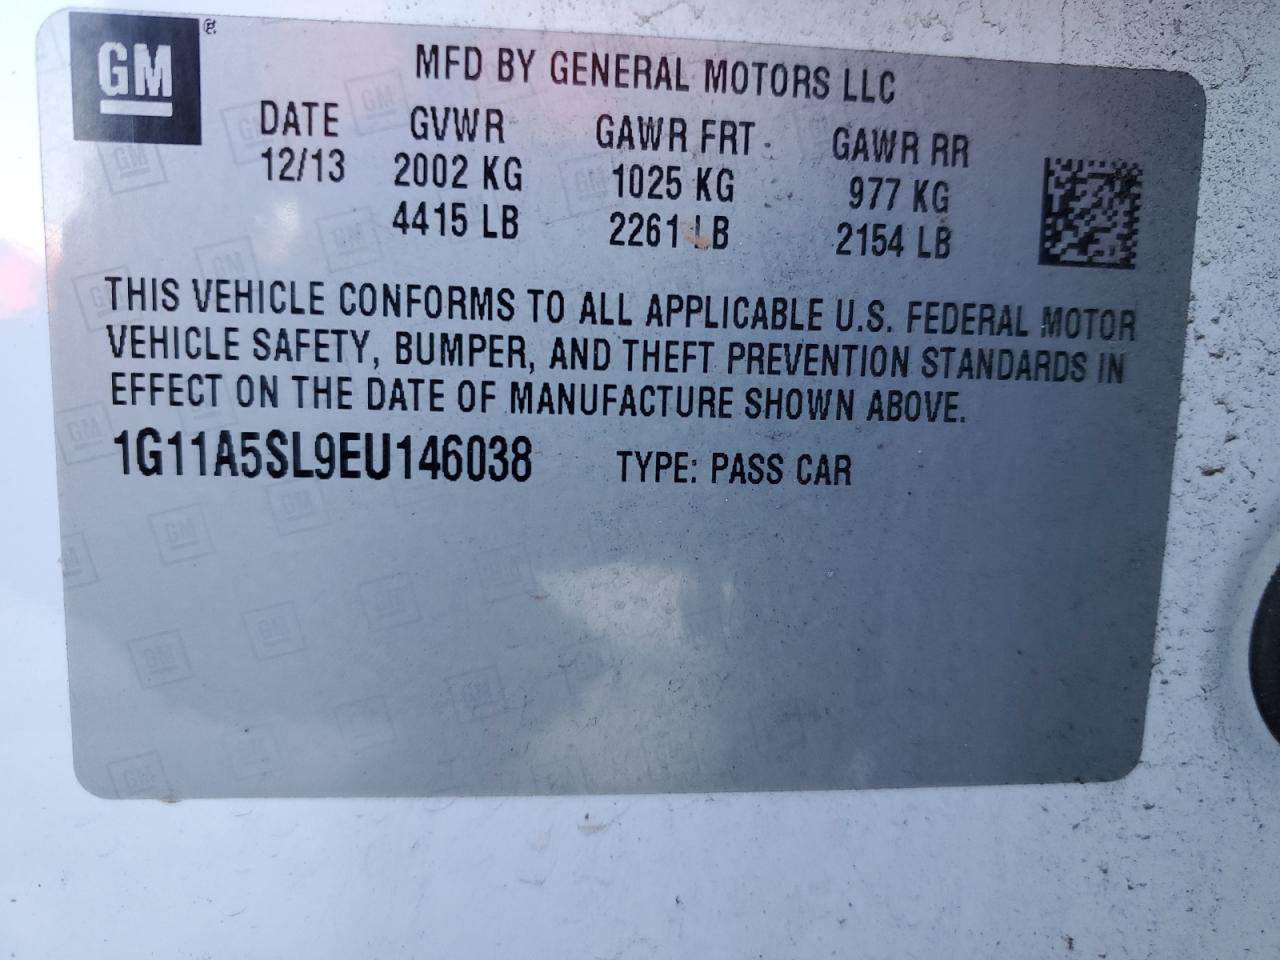 GM®
MFD BY GENERAL MOTORS LLC
DATE GVWR GAWR FRT GAWR RR
12/13 2002 KG 1025 KG 977 KG
4415 LB 2261 LB 2154 LB
THIS VEHICLE CONFORMS TO ALL APPLICABLE U.S. FEDERAL MOTOR
VEHICLE SAFETY, BUMPER, AND THEFT PREVENTION STANDARDS IN
EFFECT ON THE DATE OF MANUFACTURE SHOWN ABOVE.
1G11A5SL9EU146038 TYPE: PASS CAR